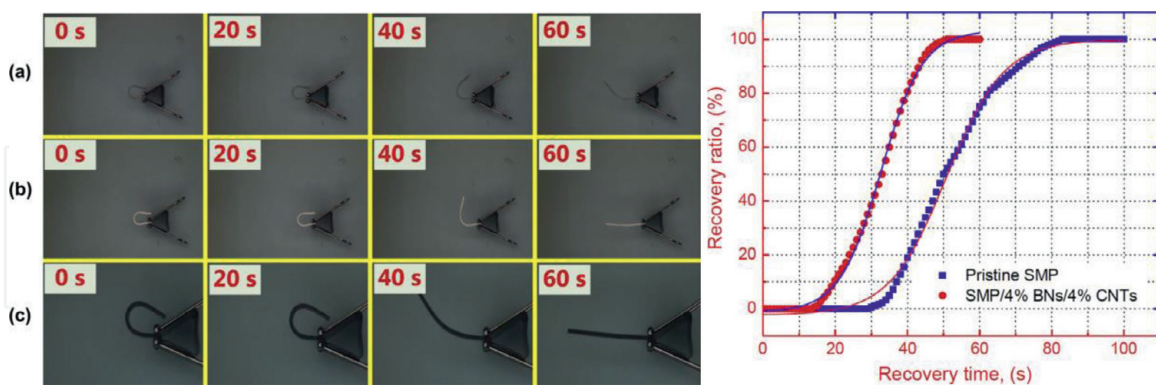 0 s 20 s 40 s 60 s
(a)
0 s 20 s 40 s 60 s
(b)
0 s 20 s 40 s 60 s
(c)
Recovery ratio, (%)
100
80
60
40
20
0
Pristine SMP
SMP/4% BNs/4% CNTs
0 20 40 60 80 100
Recovery time, (s)